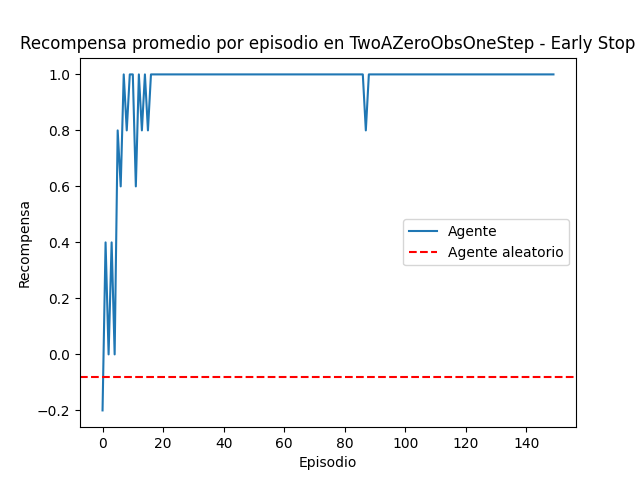 Recompensa promedio por episodio en TwoAZeroObsOneStep - Early Stop
1.0
0.8
0.6
0.4
0.2
0.0
−0.2
Recompensa
Agente
Agente aleatorio
0 20 40 60 80 100 120 140
Episodio